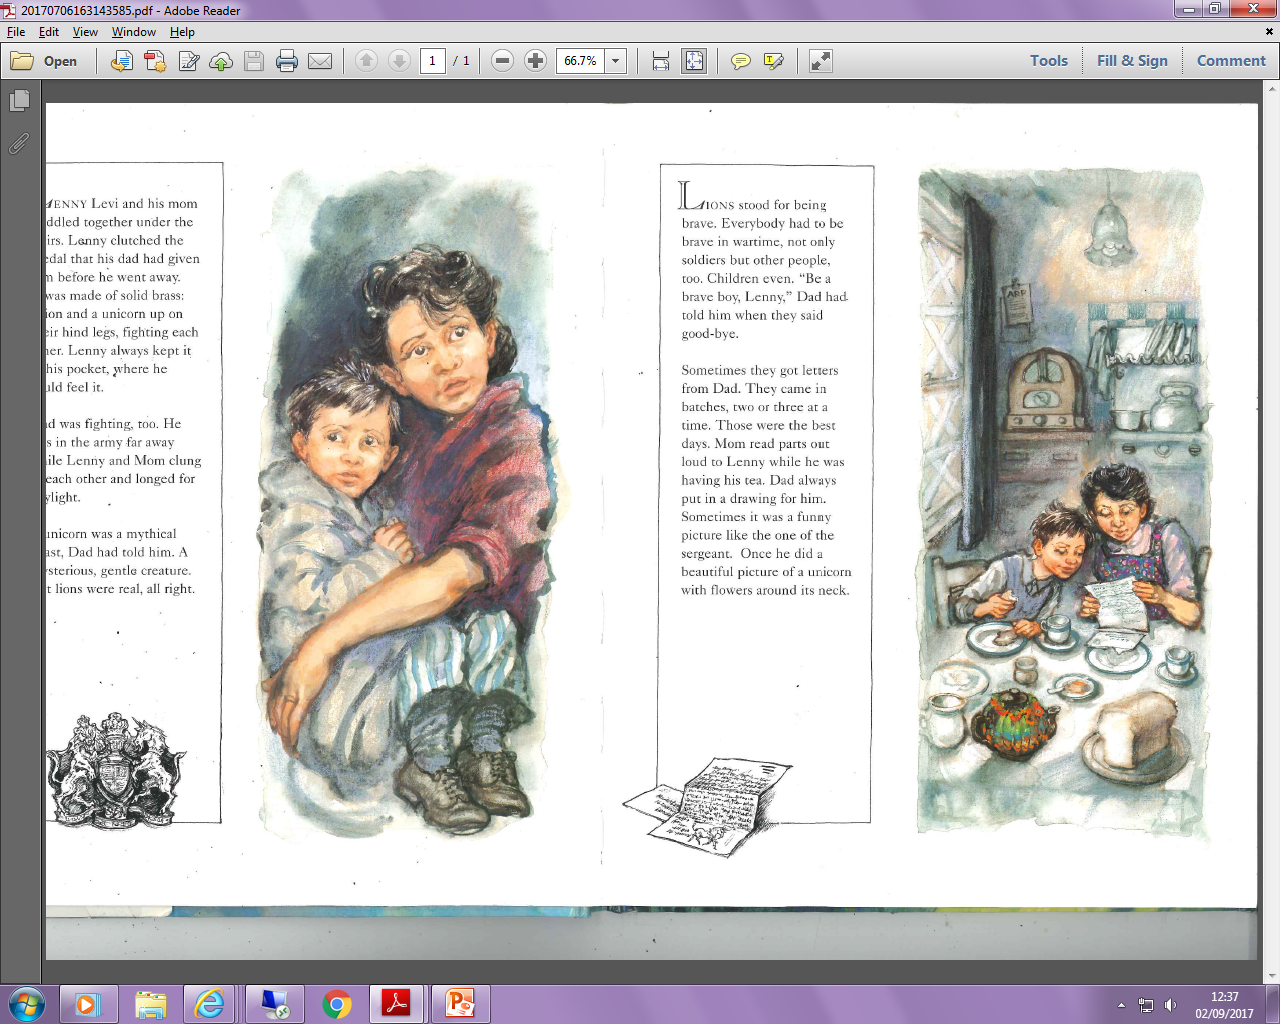 20170706163143585.pdf - Adobe Reader
File Edit View Window Help
Open 1 / 1 66.7% Tools Fill & Sign Comment
ENNY Levi and his mom
ddled together under the
irs. Lenny clutched the
edal that his dad had given
m before he went away.
was made of solid brass:
ion and a unicorn up on
eir hind legs, fighting each
her. Lenny always kept it
his pocket, where he
uld feel it.
ad was fighting, too. He
s in the army far away
ile Lenny and Mom clung
each other and longed for
ylight.
unicorn was a mythical
ast, Dad had told him. A
ysterious, gentle creature.
t lions were real, all right.
LIONS stood for being
brave. Everybody had to be
brave in wartime, not only
soldiers but other people,
too. Children even. “Be a
brave boy, Lenny,” Dad had
told him when they said
good-bye.
Sometimes they got letters
from Dad. They came in
batches, two or three at a
time. Those were the best
days. Mom read parts out
loud to Lenny while he was
having his tea. Dad always
put in a drawing for him.
Sometimes it was a funny
picture like the one of the
sergeant. Once he did a
beautiful picture of a unicorn
with flowers around its neck.
ARP
12:37
02/09/2017